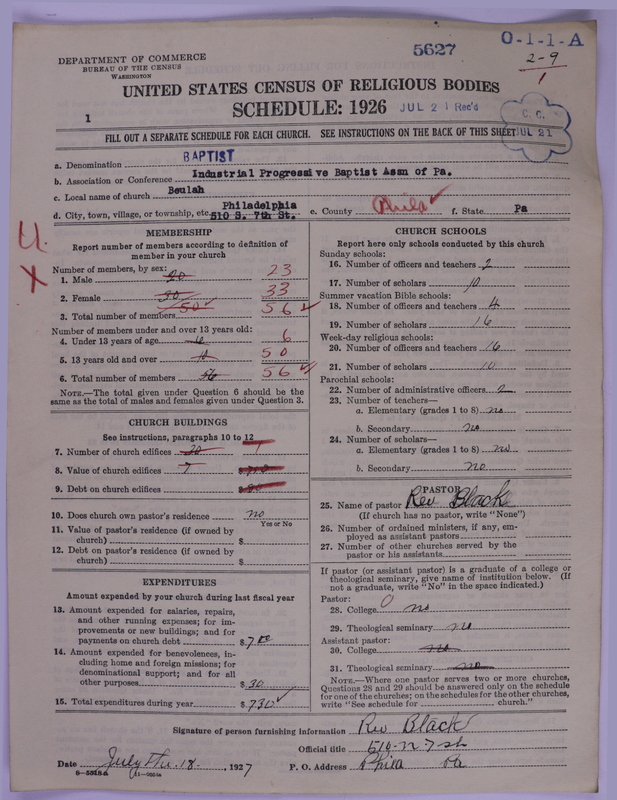 5627
O-1-1-A
2-9
1
DEPARTMENT OF COMMERCE
BUREAU OF THE CENSUS
WASHINGTON
UNITED STATES CENSUS OF RELIGIOUS BODIES
SCHEDULE: 1926
JUL 21 Rec'd
C. C.
JUL 21
1
FILL OUT A SEPARATE SCHEDULE FOR EACH CHURCH. SEE INSTRUCTIONS ON THE BACK OF THIS SHEET
a. Denomination BAPTIST
b. Association or Conference Industrial Progressive Baptist Assn of Pa.
c. Local name of church Beulah
d. City, town, village, or township, etc. Philadelphia
510 S. 7th St.
e. County Phila
f. State Pa
U.
X
MEMBERSHIP
Report number of members according to definition of
member in your church
Number of members, by sex:
1. Male 20 23
2. Female 30 33
3. Total number of members 50 56
Number of members under and over 13 years old:
4. Under 13 years of age 6
5. 13 years old and over 50
6. Total number of members 56 56
NOTE.—The total given under Question 6 should be
the same as the total of males and females given under Question 3.
CHURCH BUILDINGS
See instructions, paragraphs 10 to 12
7. Number of church edifices 1
8. Value of church edifices 7 $
9. Debt on church edifices $
10. Does church own pastor's residence no
Yes or No
11. Value of pastor's residence (if owned by
church) $
12. Debt on pastor's residence (if owned by
church) $
EXPENDITURES
Amount expended by your church during last fiscal year
13. Amount expended for salaries, repairs,
and other running expenses; for im-
provements or new buildings; and for
payments on church debt $700
14. Amount expended for benevolences, in-
cluding home and foreign missions; for
denominational support; and for all
other purposes $30
15. Total expenditures during year $730
CHURCH SCHOOLS
Report here only schools conducted by this church
Sunday schools:
16. Number of officers and teachers 2
17. Number of scholars 10
Summer vacation Bible schools:
18. Number of officers and teachers 4
19. Number of scholars 16
Week-day religious schools:
20. Number of officers and teachers 16
21. Number of scholars 10
Parochial schools:
22. Number of administrative officers 2
23. Number of teachers—
a. Elementary (grades 1 to 8) no
b. Secondary no
24. Number of scholars—
a. Elementary (grades 1 to 8) no
b. Secondary no
PASTOR
25. Name of pastor Rev Black
(If church has no pastor, write "None")
26. Number of ordained ministers, if any, em-
ployed as assistant pastors
27. Number of other churches served by the
pastor or his assistants
If pastor (or assistant pastor) is a graduate of a college or
theological seminary, give name of institution below. (If
not a graduate, write "No" in the space indicated.)
Pastor: 0
28. College no
29. Theological seminary no
Assistant pastor:
30. College no
31. Theological seminary no
NOTE.—Where one pastor serves two or more churches,
Questions 28 and 29 should be answered only on the schedule
for one of the churches; on the schedules for the other churches,
write "See schedule for church."
Signature of person furnishing information Rev Black
Official title 510 n 7 st
Date July the 18, 1927
P. O. Address Phila Pa
8—5518A